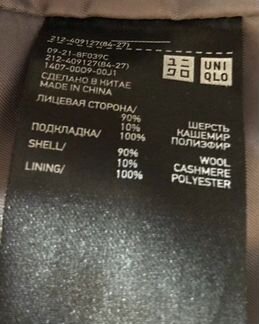 212-409127(84-27)
09-21-8F039C
212-409127(84-27)
1407-0009-00J1
СДЕЛАНО В КИТАЕ
MADE IN CHINA
ユニ
クロ
UNI
QLO
ЛИЦЕВАЯ СТОРОНА/
90% ШЕРСТЬ
10% КАШЕМИР
ПОДКЛАДКА/ 100% ПОЛИЭФИР
SHELL/
90% WOOL
10% CASHMERE
LINING/ 100% POLYESTER